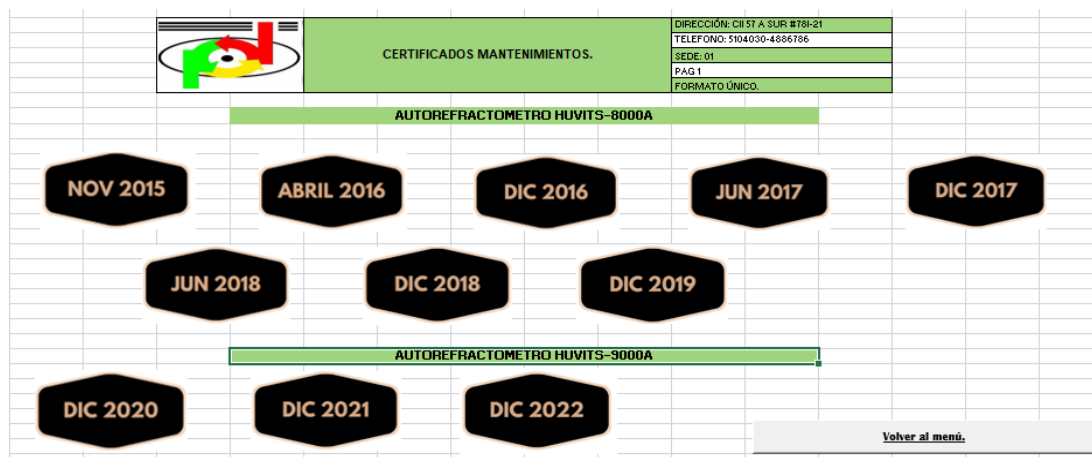 CERTIFICADOS MANTENIMIENTOS.
DIRECCIÓN: Cll 57 A SUR #78I-21
TELEFONO: 5104030-4886786
SEDE: 01
PAG 1
FORMATO ÚNICO.
AUTOREFRACTOMETRO HUVITS-8000A
NOV 2015
ABRIL 2016
DIC 2016
JUN 2017
DIC 2017
JUN 2018
DIC 2018
DIC 2019
AUTOREFRACTOMETRO HUVITS-9000A
DIC 2020
DIC 2021
DIC 2022
Volver al menú.